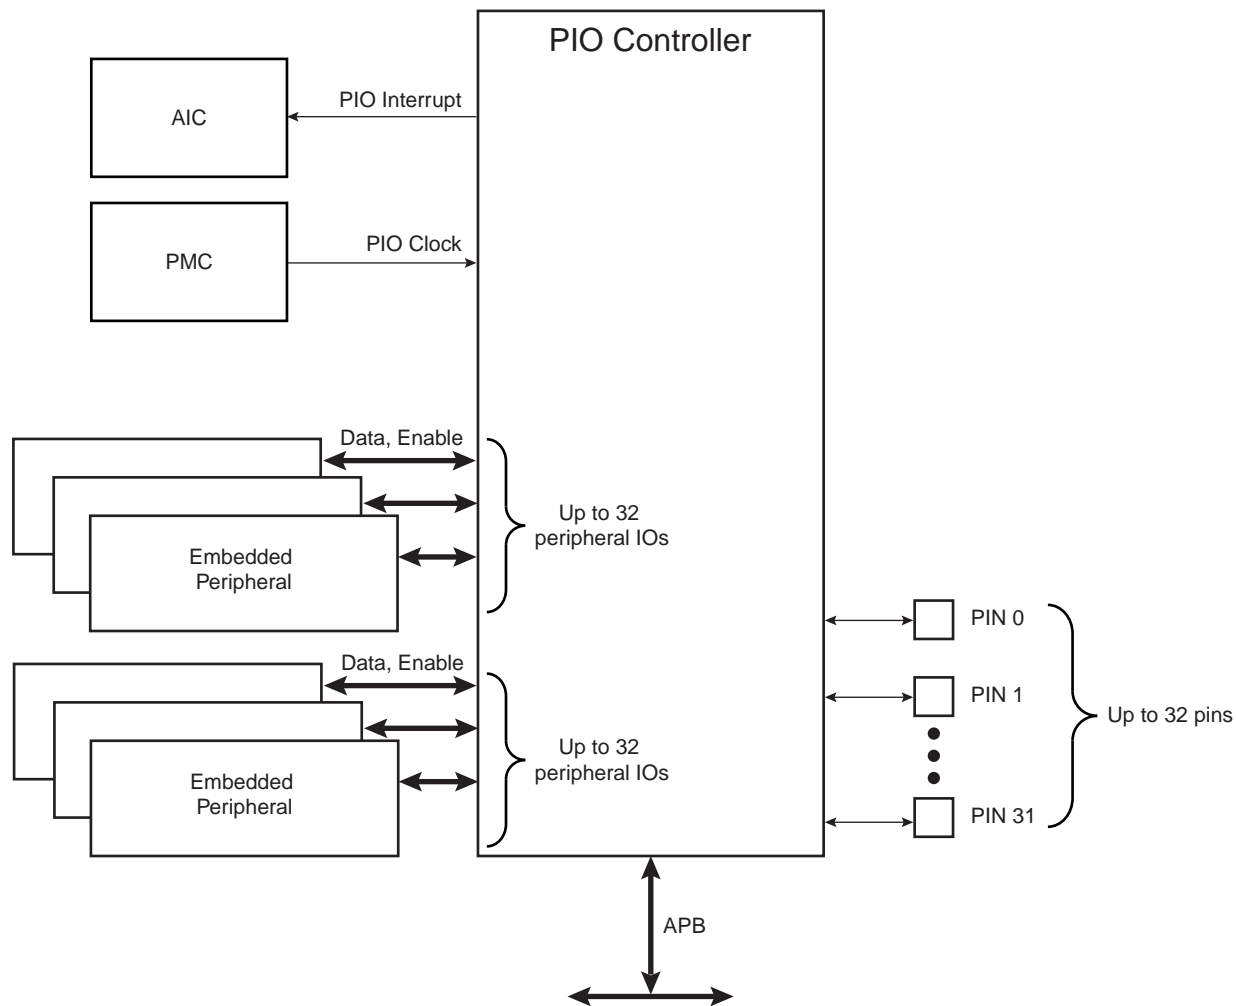 PIO Controller
AIC
PIO Interrupt
PMC
PIO Clock
Data, Enable
Up to 32
peripheral IOs
Embedded
Peripheral
Data, Enable
Up to 32
peripheral IOs
Embedded
Peripheral
PIN 0
PIN 1
Up to 32 pins
PIN 31
APB